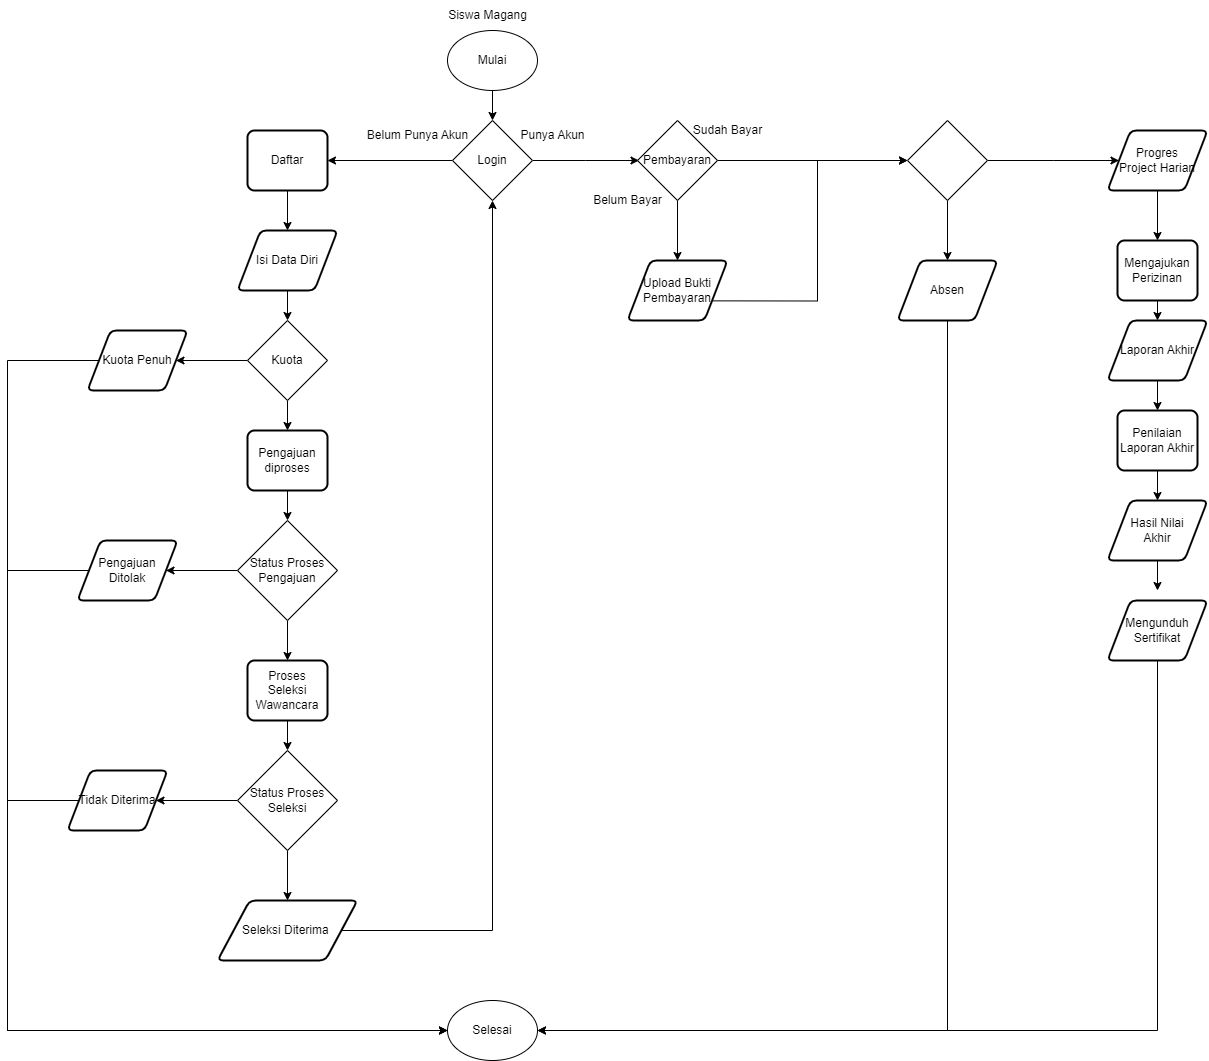 Siswa Magang
Mulai
Belum Punya Akun
Punya Akun
Sudah Bayar
Daftar
Login
Pembayaran
Progres
Project Harian
Belum Bayar
Isi Data Diri
Upload Bukti
Pembayaran
Absen
Mengajukan
Perizinan
Kuota Penuh
Kuota
Laporan Akhir
Pengajuan
diproses
Penilaian
Laporan Akhir
Pengajuan
Ditolak
Status Proses
Pengajuan
Hasil Nilai
Akhir
Mengunduh
Sertifikat
Proses
Seleksi
Wawancara
Tidak Diterima
Status Proses
Seleksi
Seleksi Diterima
Selesai